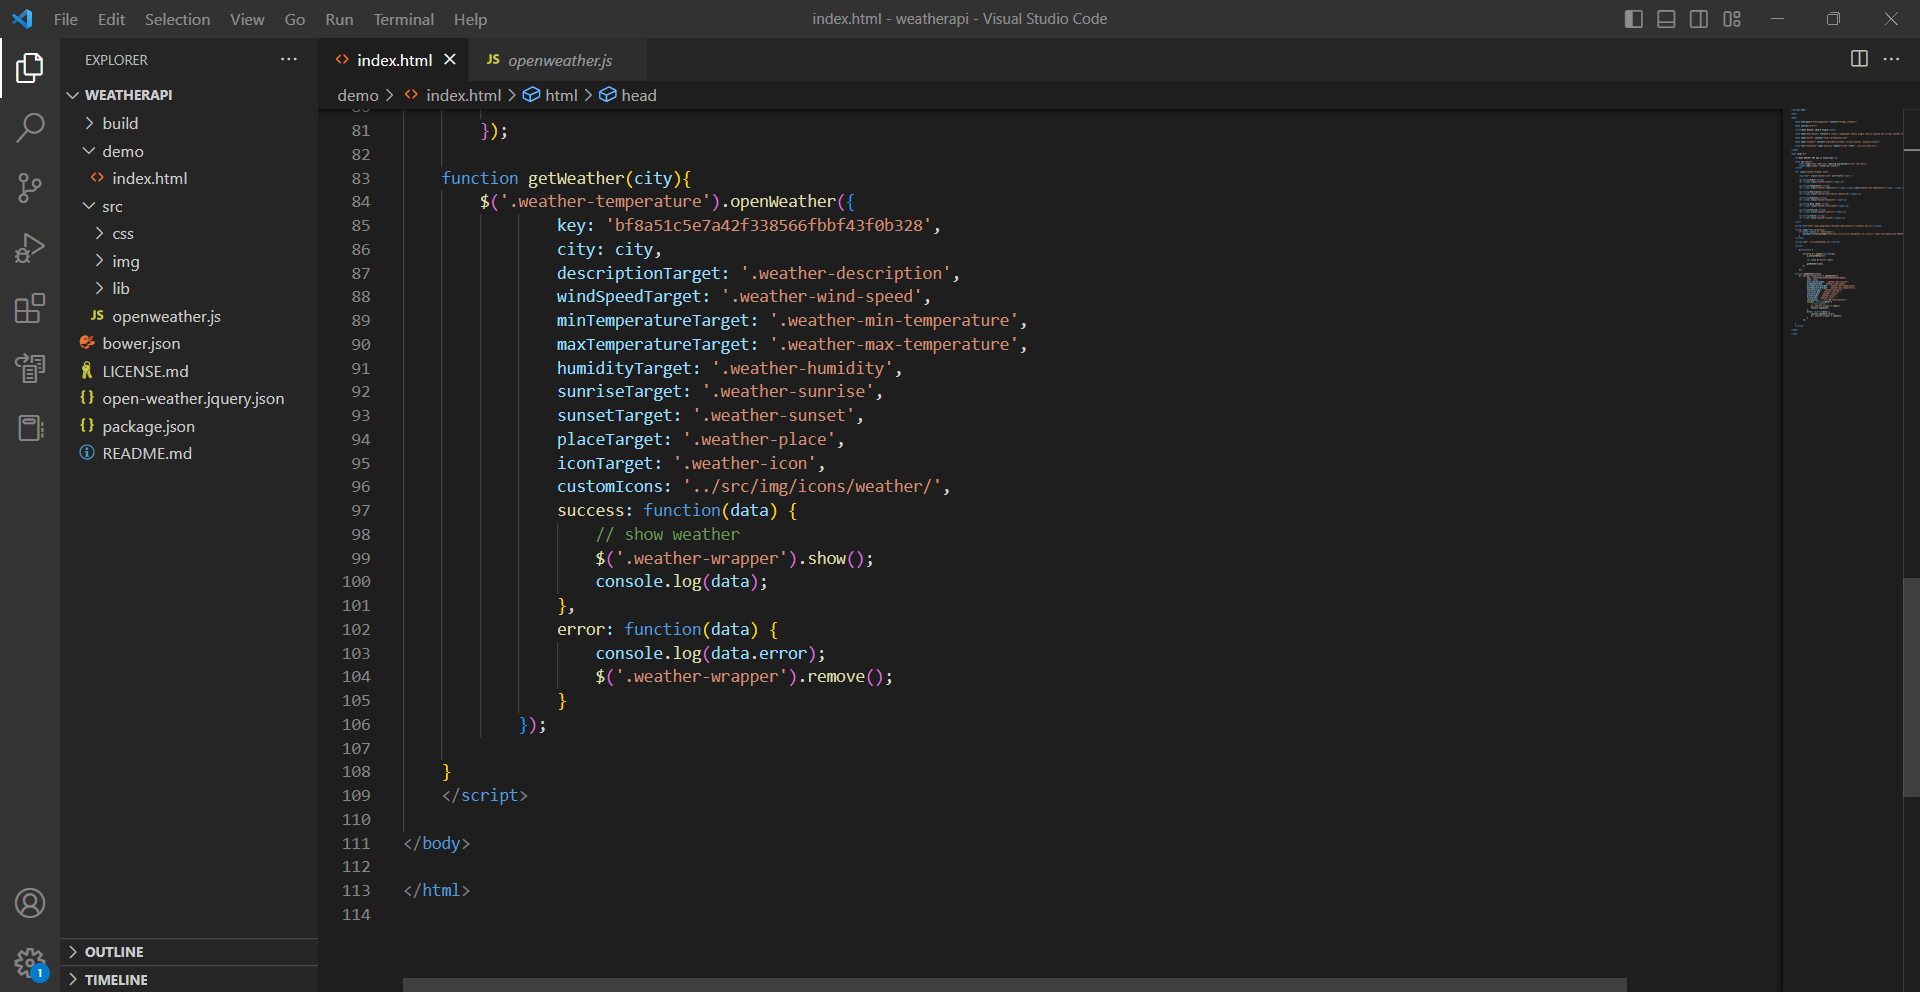 File Edit Selection View Go Run Terminal Help
index.html - weatherapi - Visual Studio Code
EXPLORER
WEATHERAPI
build
demo
index.html
src
css
img
lib
JS openweather.js
bower.json
LICENSE.md
{} open-weather.jquery.json
{} package.json
README.md
OUTLINE
TIMELINE
1
<> index.html
JS openweather.js
demo > <> index.html > html > head
81 });
82
83 function getWeather(city){
84 $('.weather-temperature').openWeather({
85 key: 'bf8a51c5e7a42f338566fbbf43f0b328',
86 city: city,
87 descriptionTarget: '.weather-description',
88 windSpeedTarget: '.weather-wind-speed',
89 minTemperatureTarget: '.weather-min-temperature',
90 maxTemperatureTarget: '.weather-max-temperature',
91 humidityTarget: '.weather-humidity',
92 sunriseTarget: '.weather-sunrise',
93 sunsetTarget: '.weather-sunset',
94 placeTarget: '.weather-place',
95 iconTarget: '.weather-icon',
96 customIcons: '../src/img/icons/weather/',
97 success: function(data) {
98 // show weather
99 $('.weather-wrapper').show();
100 console.log(data);
101 },
102 error: function(data) {
103 console.log(data.error);
104 $('.weather-wrapper').remove();
105 }
106 });
107
108 }
109 </script>
110
111 </body>
112
113 </html>
114